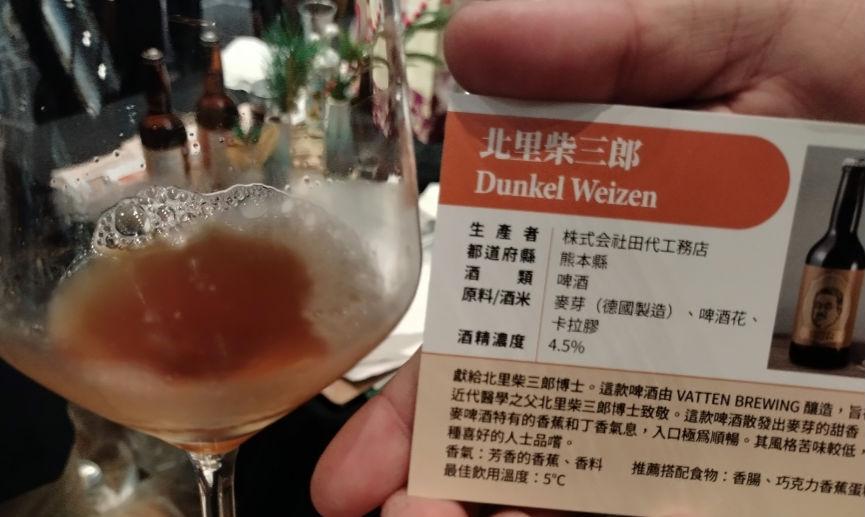 北里柴三郎
Dunkel Weizen
生產者 株式会社田代工務店
都道府縣 熊本縣
酒類 啤酒
原料/酒米 麥芽（德國製造）、啤酒花、
卡拉膠
酒精濃度 4.5%
獻給北里柴三郎博士。這款啤酒由 VATTEN BREWING 釀造，旨
近代醫學之父北里柴三郎博士致敬。這款啤酒散發出麥芽的甜香
麥啤酒特有的香蕉和丁香氣息，入口極為順暢。其風格苦味較低，
種喜好的人士品嚐。
香氣：芳香的香蕉、香料 推薦搭配食物：香腸、巧克力香蕉蛋糕
最佳飲用溫度：5℃